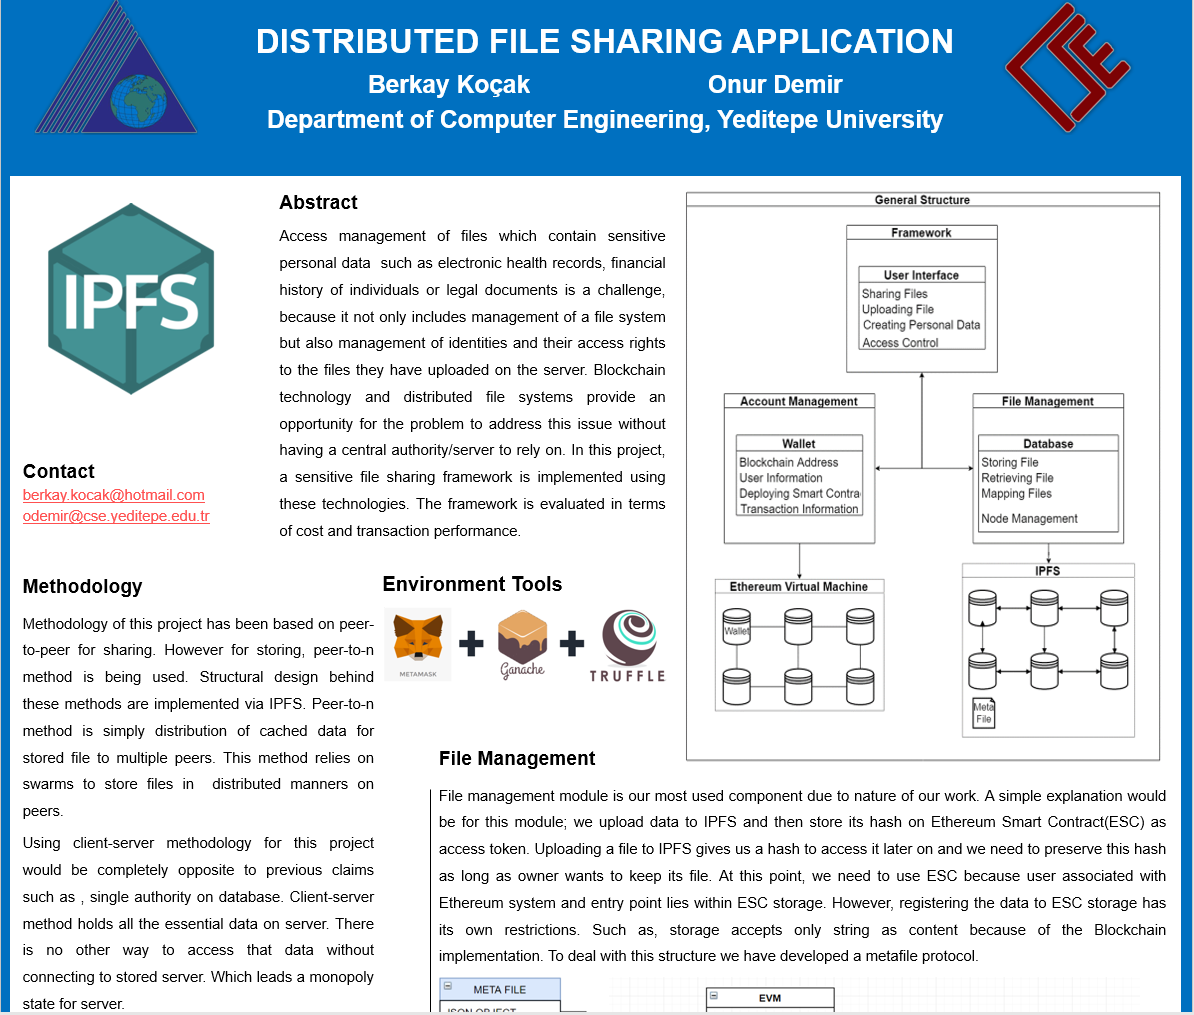 DISTRIBUTED FILE SHARING APPLICATION
Berkay Koçak Onur Demir
Department of Computer Engineering, Yeditepe University
IPFS
Contact
berkay.kocak@hotmail.com
odemir@cse.yeditepe.edu.tr
Abstract
Access management of files which contain sensitive
personal data such as electronic health records, financial
history of individuals or legal documents is a challenge,
because it not only includes management of a file system
but also management of identities and their access rights
to the files they have uploaded on the server. Blockchain
technology and distributed file systems provide an
opportunity for the problem to address this issue without
having a central authority/server to rely on. In this project,
a sensitive file sharing framework is implemented using
these technologies. The framework is evaluated in terms
of cost and transaction performance.
General Structure
Framework
User Interface
Sharing Files
Uploading File
Creating Personal Data
Access Control
Account Management
Wallet
Blockchain Address
User Information
Deploying Smart Contra
Transaction Information
File Management
Database
Storing File
Retrieving File
Mapping Files
Node Management
Ethereum Virtual Machine
Wallet
IPFS
Meta
File
Methodology
Methodology of this project has been based on peer-
to-peer for sharing. However for storing, peer-to-n
method is being used. Structural design behind
these methods are implemented via IPFS. Peer-to-n
method is simply distribution of cached data for
stored file to multiple peers. This method relies on
swarms to store files in distributed manners on
peers.
Using client-server methodology for this project
would be completely opposite to previous claims
such as , single authority on database. Client-server
method holds all the essential data on server. There
is no other way to access that data without
connecting to stored server. Which leads a monopoly
state for server.
Environment Tools
METAMASK
Ganache
TRUFFLE
File Management
File management module is our most used component due to nature of our work. A simple explanation would
be for this module; we upload data to IPFS and then store its hash on Ethereum Smart Contract(ESC) as
access token. Uploading a file to IPFS gives us a hash to access it later on and we need to preserve this hash
as long as owner wants to keep its file. At this point, we need to use ESC because user associated with
Ethereum system and entry point lies within ESC storage. However, registering the data to ESC storage has
its own restrictions. Such as, storage accepts only string as content because of the Blockchain
implementation. To deal with this structure we have developed a metafile protocol.
META FILE
JSON OBJECT
EVM